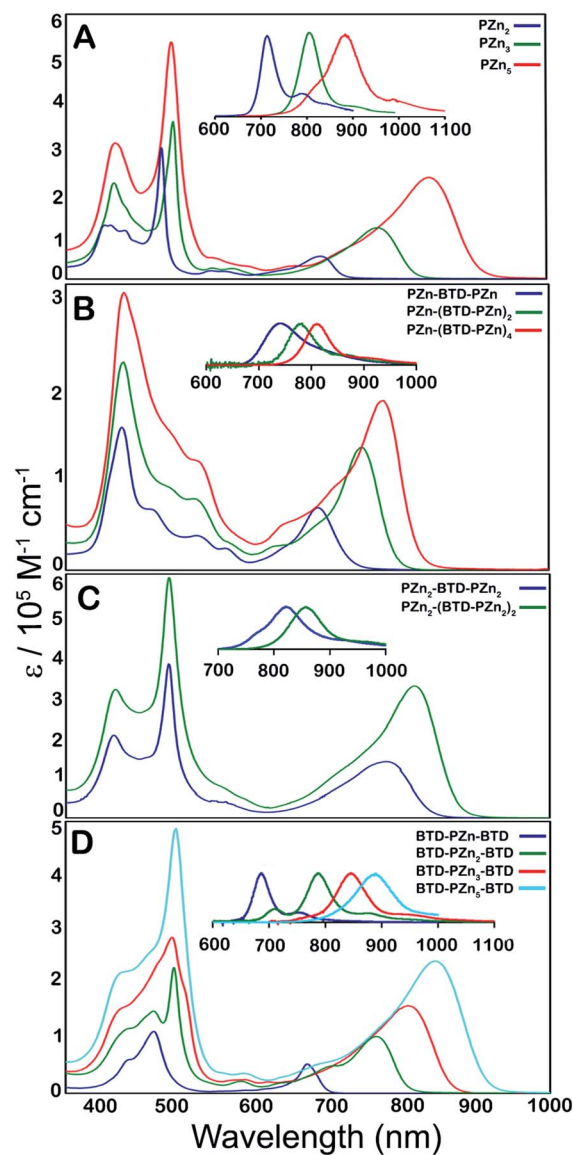 A
PZn2
PZn3
PZn5
6
5
4
3
2
1
0
600 700 800 900 1000 1100
B
PZn-BTD-PZn
PZn-(BTD-PZn)2
PZn-(BTD-PZn)4
3
2
1
0
600 700 800 900 1000
ε / 10⁵ M⁻¹ cm⁻¹
C
PZn2-BTD-PZn2
PZn2-(BTD-PZn2)2
6
5
4
3
2
1
0
700 800 900 1000
D
BTD-PZn-BTD
BTD-PZn2-BTD
BTD-PZn3-BTD
BTD-PZn5-BTD
5
4
3
2
1
0
600 700 800 900 1000 1100
400 500 600 700 800 900 1000
Wavelength (nm)